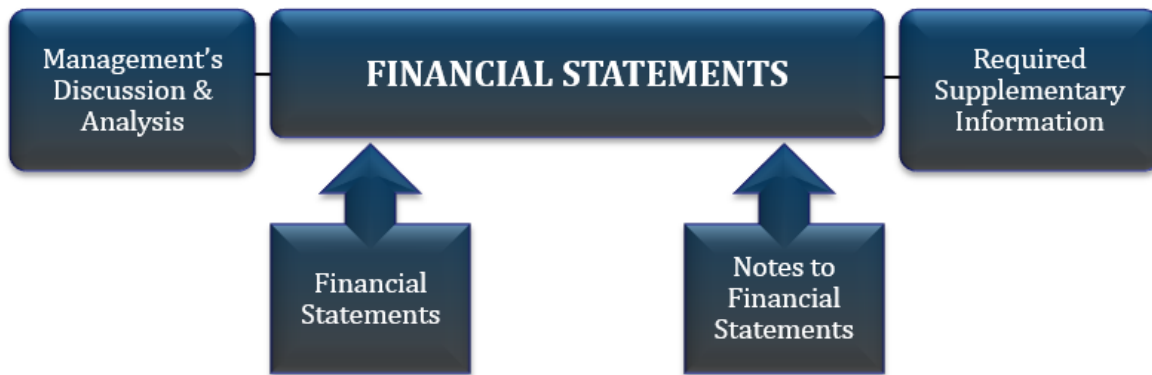 Management’s
Discussion &
Analysis
FINANCIAL STATEMENTS
Required
Supplementary
Information
Financial
Statements
Notes to
Financial
Statements